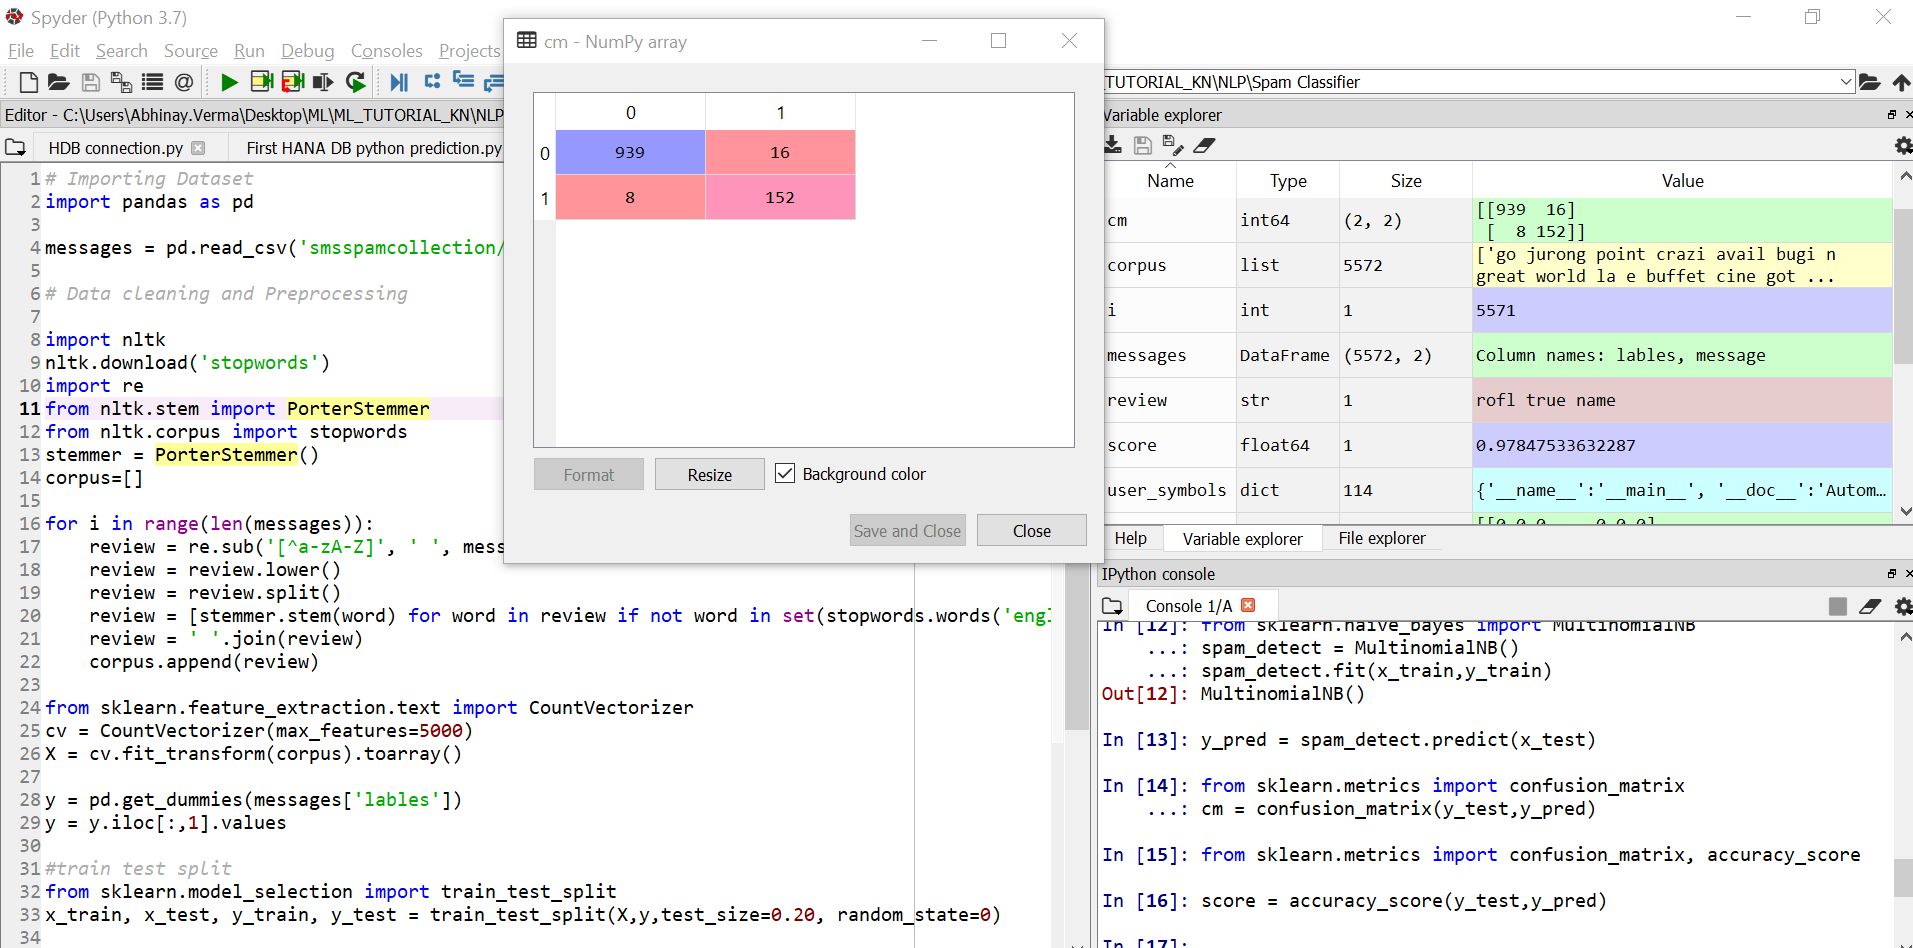 Spyder (Python 3.7)
File Edit Search Source Run Debug Consoles Projects
TUTORIAL_KN\NLP\Spam Classifier
Editor - C:\Users\Abhinay.Verma\Desktop\ML\ML_TUTORIAL_KN\NLP
HDB connection.py First HANA DB python prediction.py
1 # Importing Dataset
2 import pandas as pd
3
4 messages = pd.read_csv('smsspamcollection/
5
6 # Data cleaning and Preprocessing
7
8 import nltk
9 nltk.download('stopwords')
10 import re
11 from nltk.stem import PorterStemmer
12 from nltk.corpus import stopwords
13 stemmer = PorterStemmer()
14 corpus=[]
15
16 for i in range(len(messages)):
17     review = re.sub('[^a-zA-Z]', ' ', mess
18     review = review.lower()
19     review = review.split()
20     review = [stemmer.stem(word) for word in review if not word in set(stopwords.words('engl
21     review = ' '.join(review)
22     corpus.append(review)
23
24 from sklearn.feature_extraction.text import CountVectorizer
25 cv = CountVectorizer(max_features=5000)
26 X = cv.fit_transform(corpus).toarray()
27
28 y = pd.get_dummies(messages['lables'])
29 y = y.iloc[:,1].values
30
31 #train test split
32 from sklearn.model_selection import train_test_split
33 x_train, x_test, y_train, y_test = train_test_split(X,y,test_size=0.20, random_state=0)
34
cm - NumPy array
0 1
0 939 16
1 8 152
Format Resize Background color
Save and Close Close
Variable explorer
Name Type Size Value
cm int64 (2, 2) [[939  16]
[  8 152]]
corpus list 5572 ['go jurong point crazi avail bugi n
great world la e buffet cine got ...
i int 1 5571
messages DataFrame (5572, 2) Column names: lables, message
review str 1 rofl true name
score float64 1 0.97847533632287
user_symbols dict 114 {'__name__':'__main__', '__doc__':'Autom...
[[0 0 0 ... 0 0 0]
Help Variable explorer File explorer
IPython console
Console 1/A
In [12]: from sklearn.naive_bayes import MultinomialNB
...: spam_detect = MultinomialNB()
...: spam_detect.fit(x_train,y_train)
Out[12]: MultinomialNB()
In [13]: y_pred = spam_detect.predict(x_test)
In [14]: from sklearn.metrics import confusion_matrix
...: cm = confusion_matrix(y_test,y_pred)
In [15]: from sklearn.metrics import confusion_matrix, accuracy_score
In [16]: score = accuracy_score(y_test,y_pred)
In [17]: